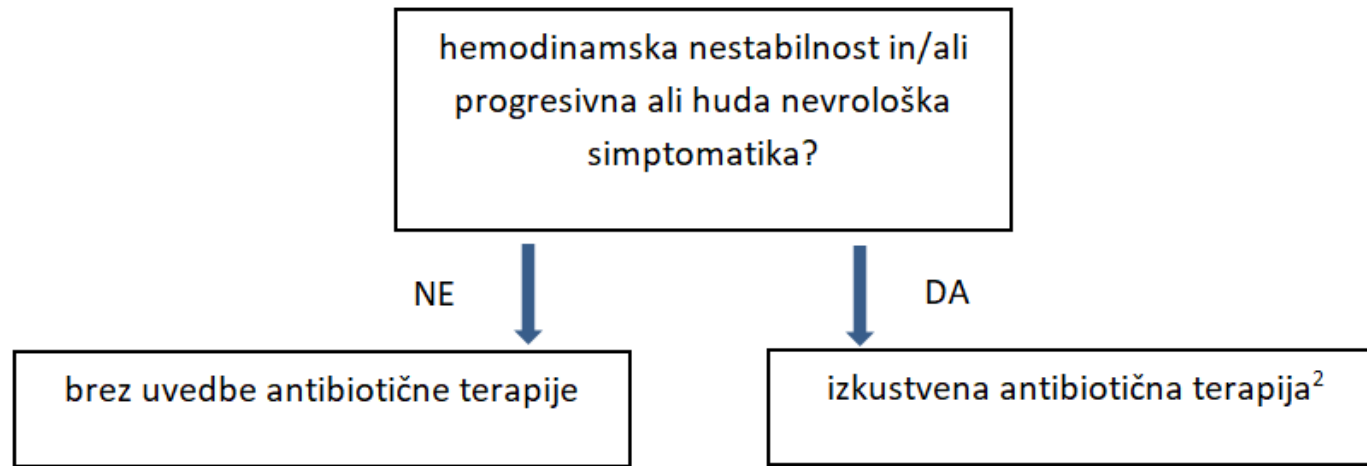 hemodinamska nestabilnost in/ali
progresivna ali huda nevrološka
simptomatika?
NE
DA
brez uvedbe antibiotične terapije
izkustvena antibiotična terapija²